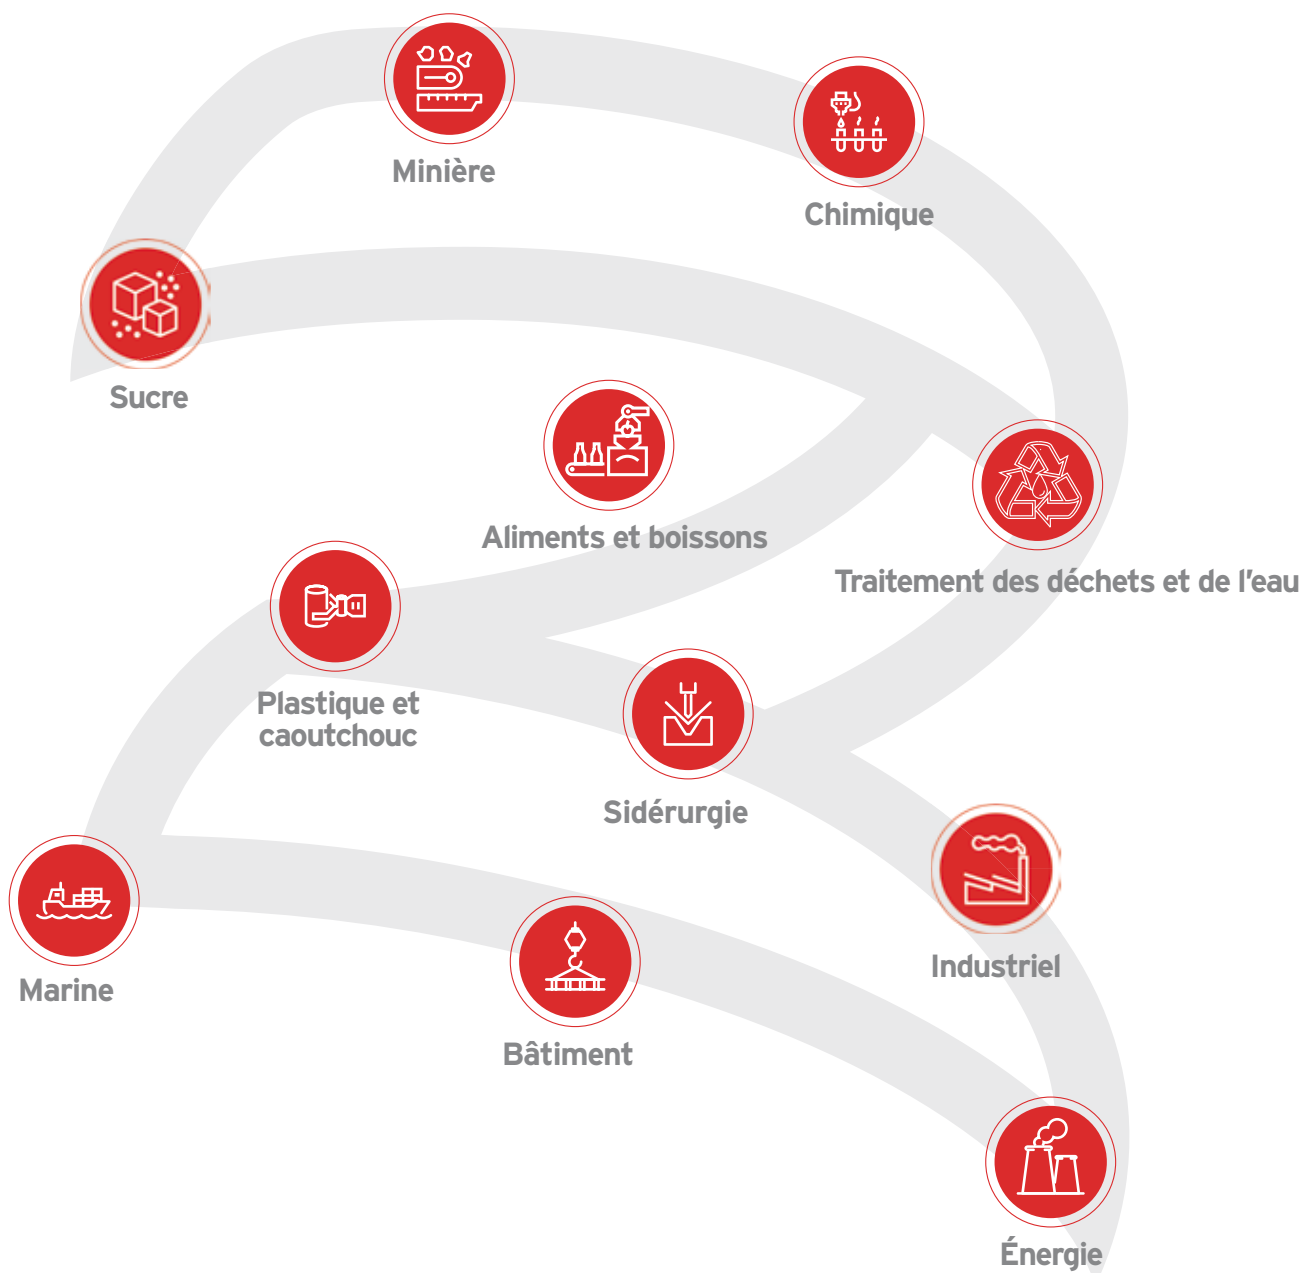 Minière
Chimique
Sucre
Aliments et boissons
Traitement des déchets et de l'eau
Plastique et
caoutchouc
Sidérurgie
Industriel
Marine
Bâtiment
Énergie